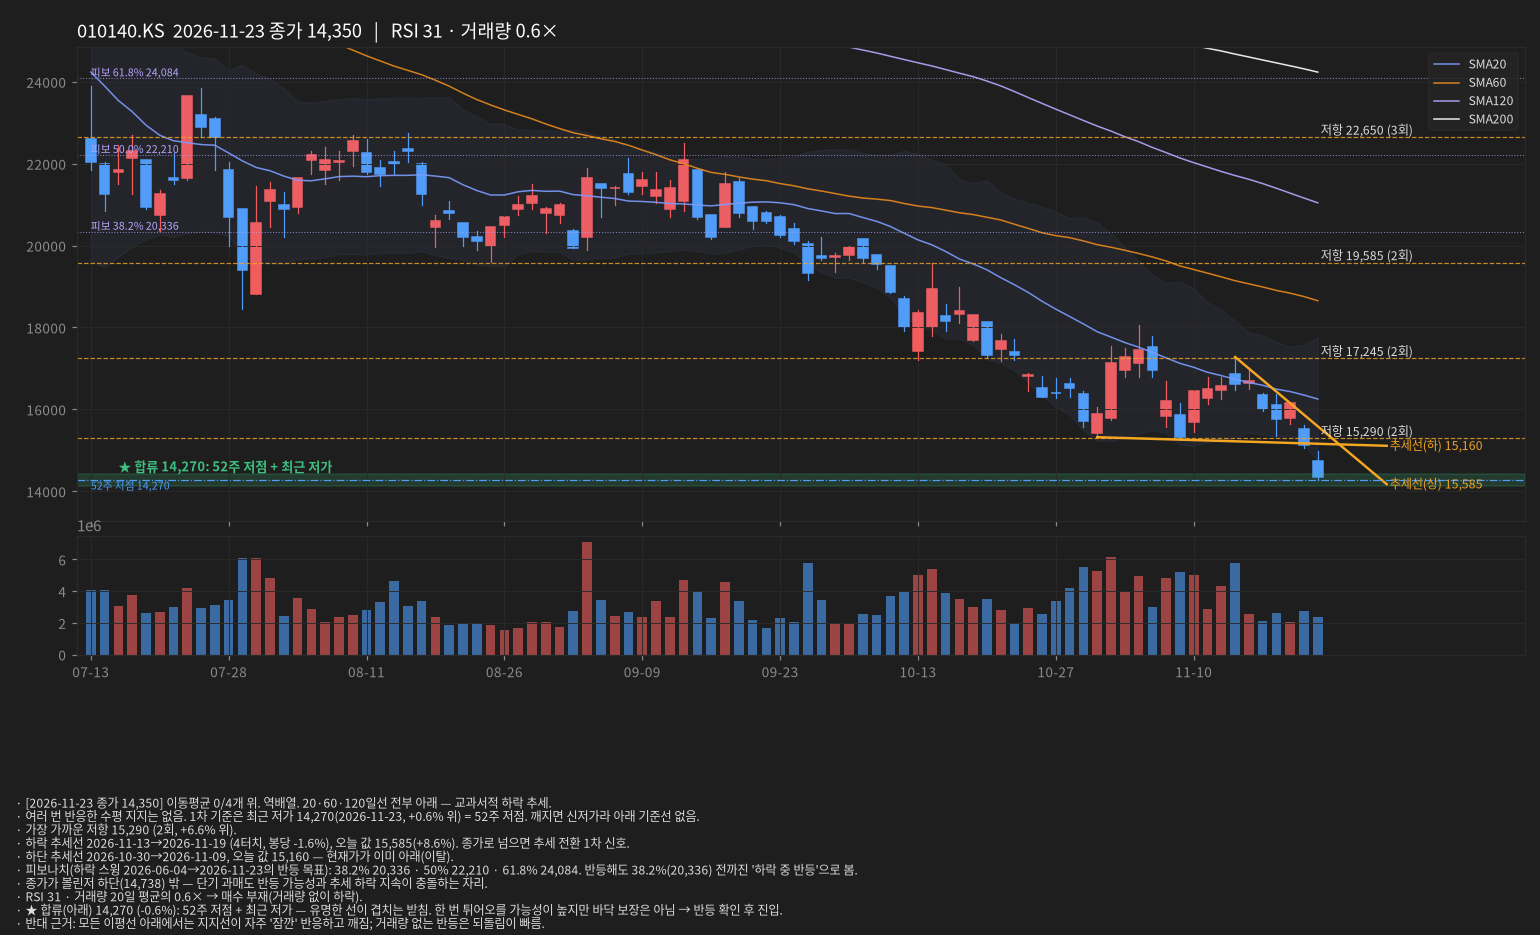 010140.KS 2026-11-23 종가 14,350 | RSI 31 · 거래량 0.6×
SMA20
SMA60
SMA120
SMA200
24000
22000
20000
18000
16000
14000
피보 61.8% 24,084
저항 22,650 (3회)
피보 50.0% 22,210
피보 38.2% 20,336
저항 19,585 (2회)
저항 17,245 (2회)
저항 15,290 (2회)
추세선(하) 15,160
★ 합류 14,270: 52주 저점 + 최근 저가
52주 저점 14,270
추세선(상) 15,585
1e6
6
4
2
0
07-13 07-28 08-11 08-26 09-09 09-23 10-13 10-27 11-10
· [2026-11-23 종가 14,350] 이동평균 0/4개 위. 역배열. 20·60·120일선 전부 아래 — 교과서적 하락 추세.
· 여러 번 반응한 수평 지지는 없음. 1차 기준은 최근 저가 14,270(2026-11-23, +0.6% 위) = 52주 저점. 깨지면 신저가라 아래 기준선 없음.
· 가장 가까운 저항 15,290 (2회, +6.6% 위).
· 하락 추세선 2026-11-13→2026-11-19 (4터치, 봉당 -1.6%), 오늘 값 15,585(+8.6%). 종가로 넘으면 추세 전환 1차 신호.
· 하단 추세선 2026-10-30→2026-11-09, 오늘 값 15,160 — 현재가가 이미 아래(이탈).
· 피보나치(하락 스윙 2026-06-04→2026-11-23의 반등 목표): 38.2% 20,336 · 50% 22,210 · 61.8% 24,084. 반등해도 38.2%(20,336) 전까진 '하락 중 반등'으로 봄.
· 종가가 볼린저 하단(14,738) 밖 — 단기 과매도 반등 가능성과 추세 하락 지속이 충돌하는 자리.
· RSI 31 · 거래량 20일 평균의 0.6× → 매수 부재(거래량 없이 하락).
· ★ 합류(아래) 14,270 (-0.6%): 52주 저점 + 최근 저가 — 유명한 선이 겹치는 받침. 한 번 튀어오를 가능성이 높지만 바닥 보장은 아님 → 반등 확인 후 진입.
· 반대 근거: 모든 이평선 아래에서는 지지선이 자주 '잠깐' 반응하고 깨짐; 거래량 없는 반등은 되돌림이 빠름.